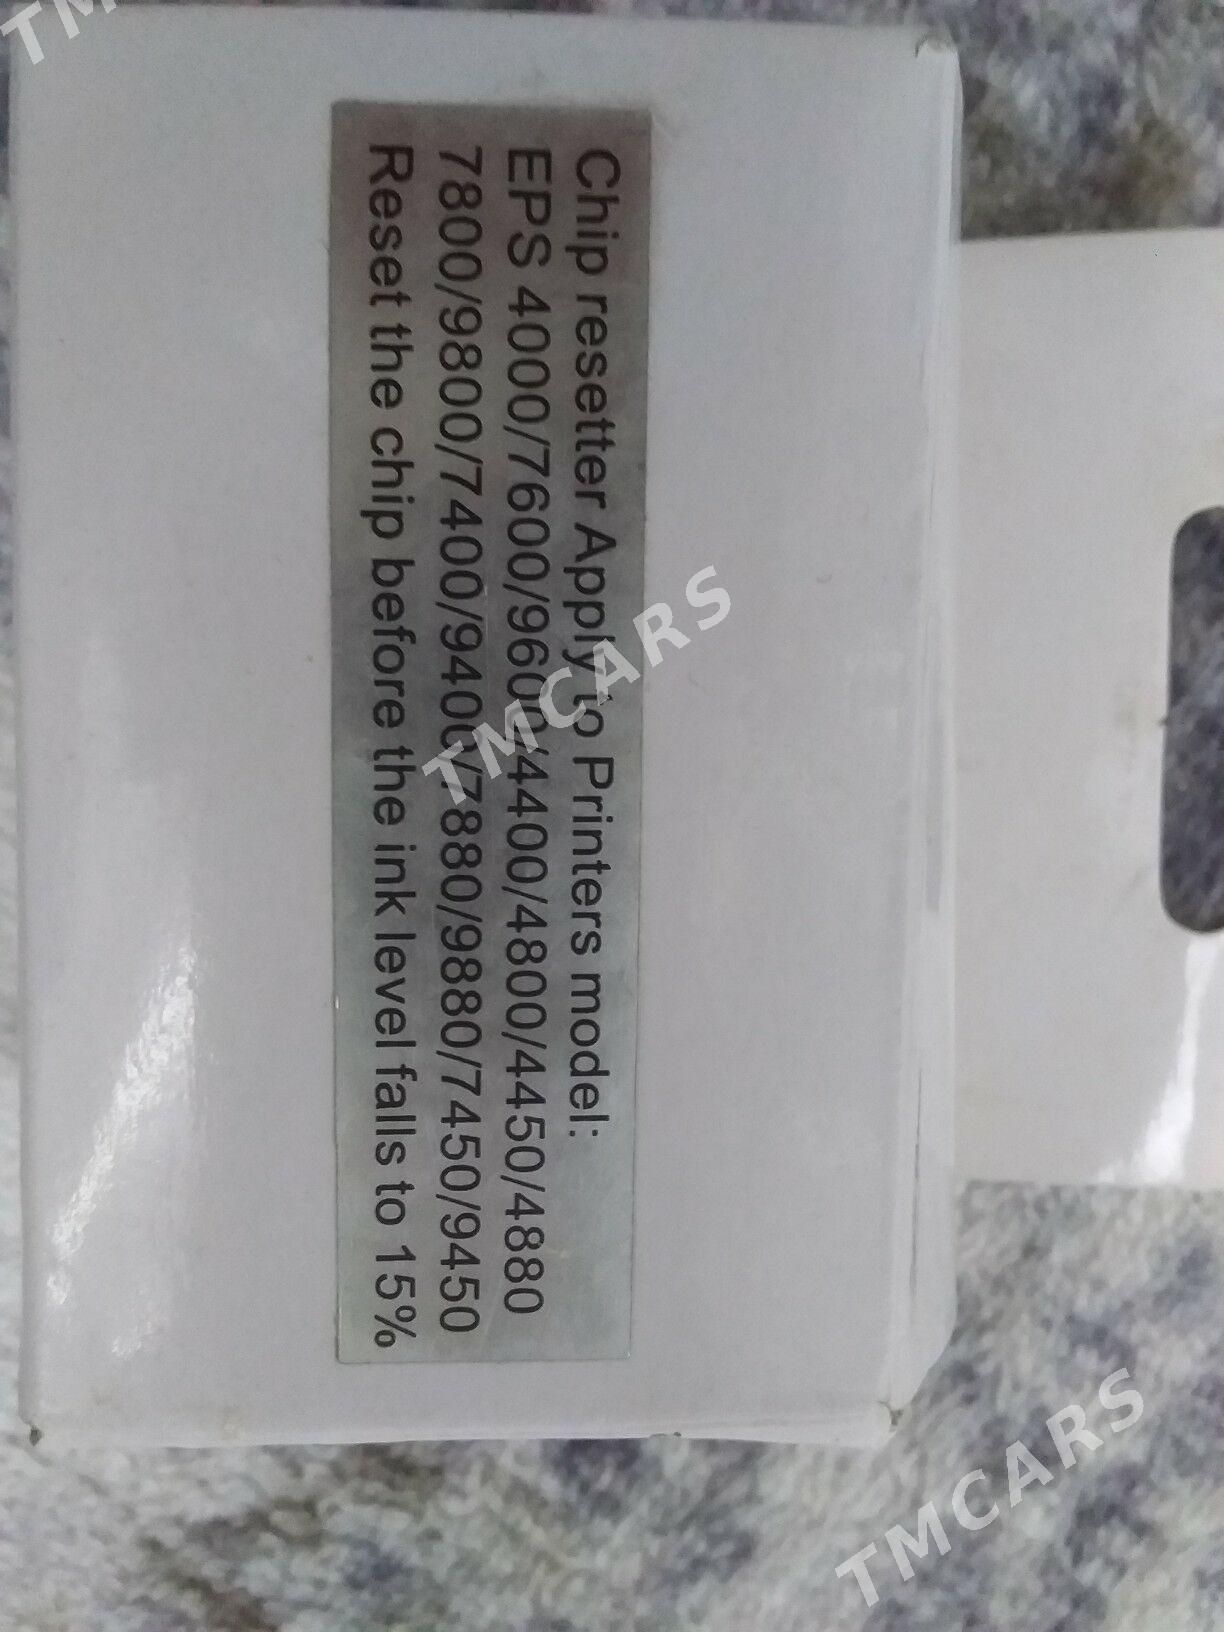 Chip resetter Apply to Printers model:
EPS 4000/7600/9600/4400/4800/4450/4880
7800/9800/7400/9400/7880/9880/7450/9450
Reset the chip before the ink level falls to 15%
TM
TMCARS
TMCARS